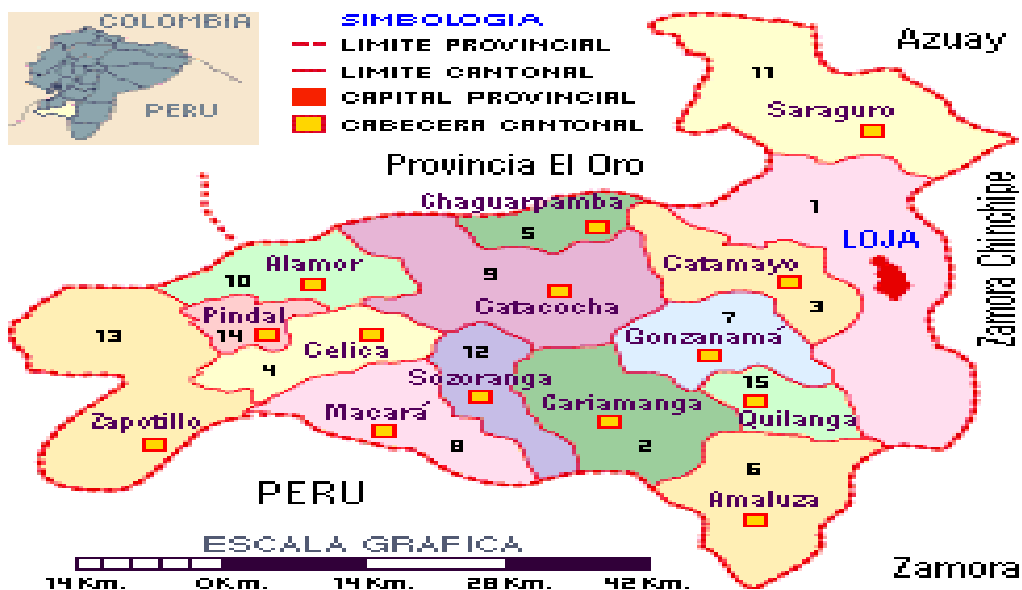 COLOMBIA
PERU
SIMBOLOGIA
LIMITE PROVINCIAL
LIMITE CANTONAL
CAPITAL PROVINCIAL
CABECERA CANTONAL
Azuay
11
Saraguro
Provincia El Oro
Zamora Chinchipe
1
LOJA
Chaguarpamba
5
Catamayo
3
Alamor
10
9
Catacocha
7
Gonzanamá
Pindal
14
13
Celica
4
12
Sozoranga
15
Quilanga
Cariamanga
2
Macará
8
Zapotillo
6
Amaluza
PERU
Zamora
ESCALA GRAFICA
14 Km. 0Km. 14 Km. 28 Km. 42 Km.